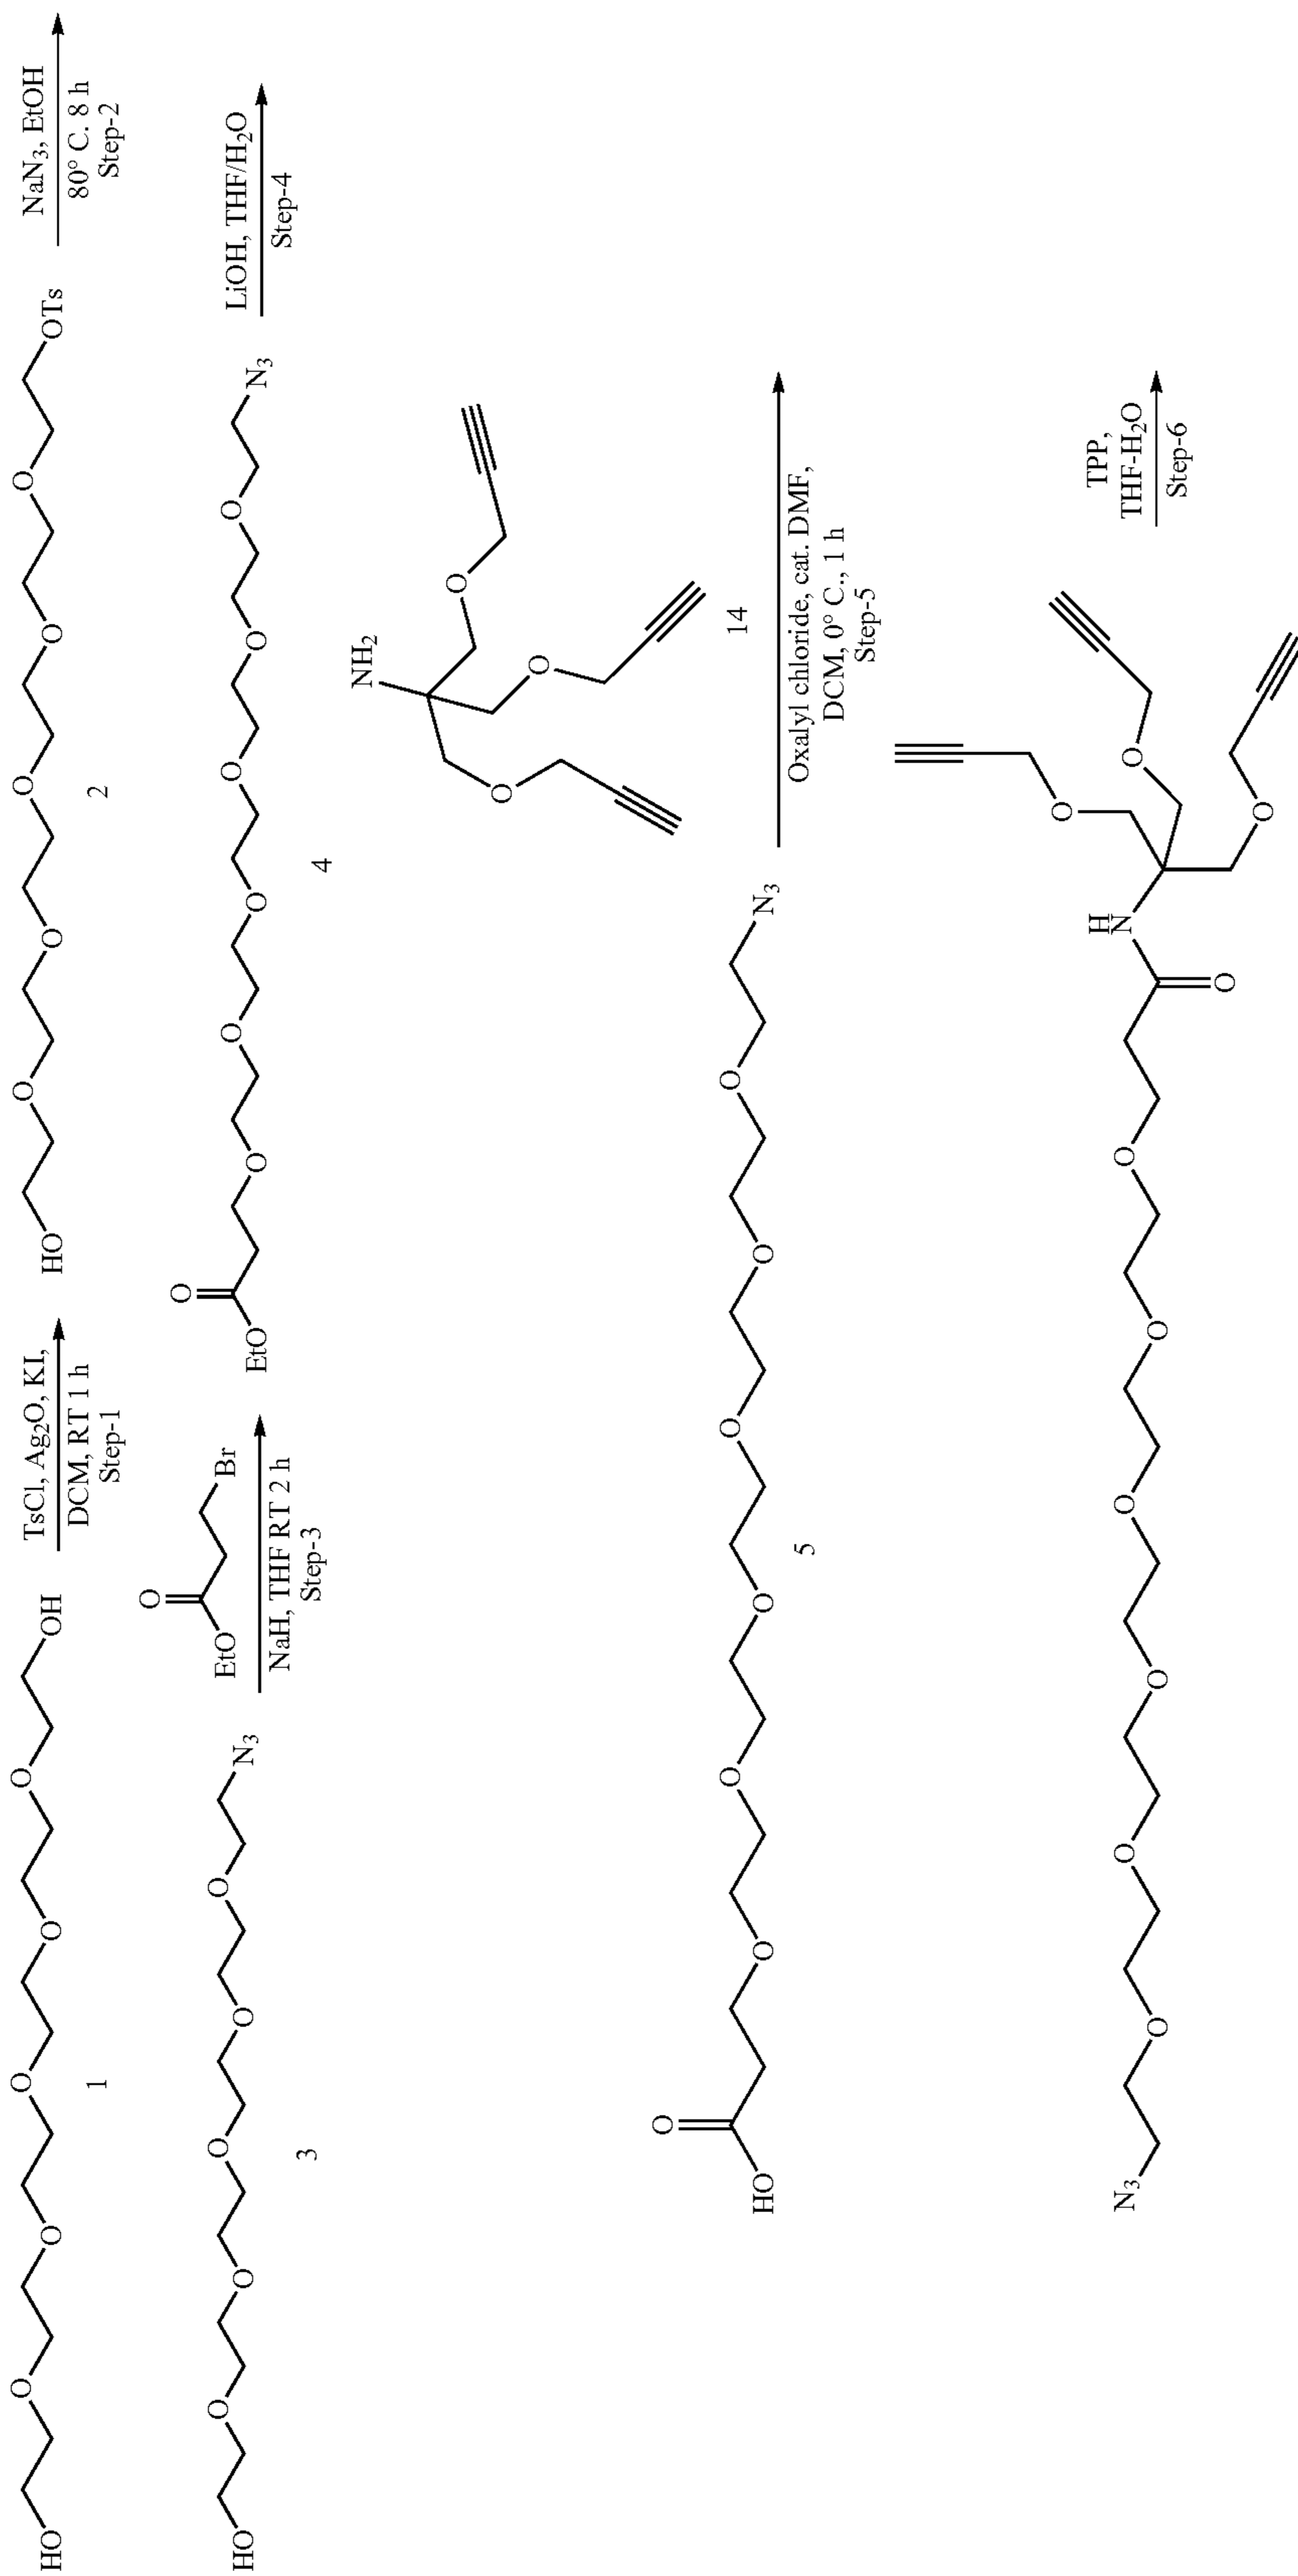 HO O O O O O OH
1
TsCl, Ag₂O, KI,
DCM, RT 1 h
Step-1
HO O O O O O OTs
2
NaN₃, EtOH
80° C. 8 h
Step-2
HO O O O O O N₃
3
O
EtO Br
NaH, THF RT 2 h
Step-3
O
EtO O O O O O O N₃
4
LiOH, THF/H₂O
Step-4
O
HO O O O O O O N₃
5
NH₂
O
O
O
14
Oxalyl chloride, cat. DMF,
DCM, 0° C., 1 h
Step-5
N₃ O O O O O O
O
H
N
O
O
O
TPP,
THF-H₂O
Step-6